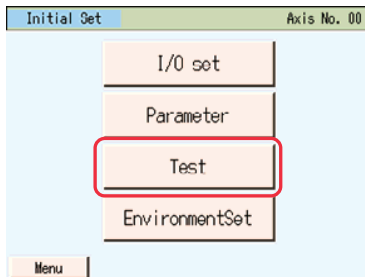 Initial Set Axis No. 00
I/O set
Parameter
Test
EnvironmentSet
Menu